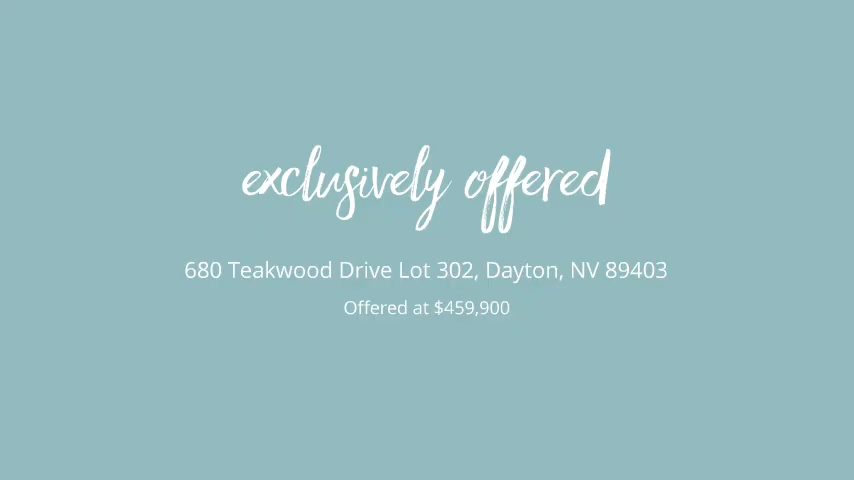 exclusively offered
680 Teakwood Drive Lot 302, Dayton, NV 89403
Offered at $459,900